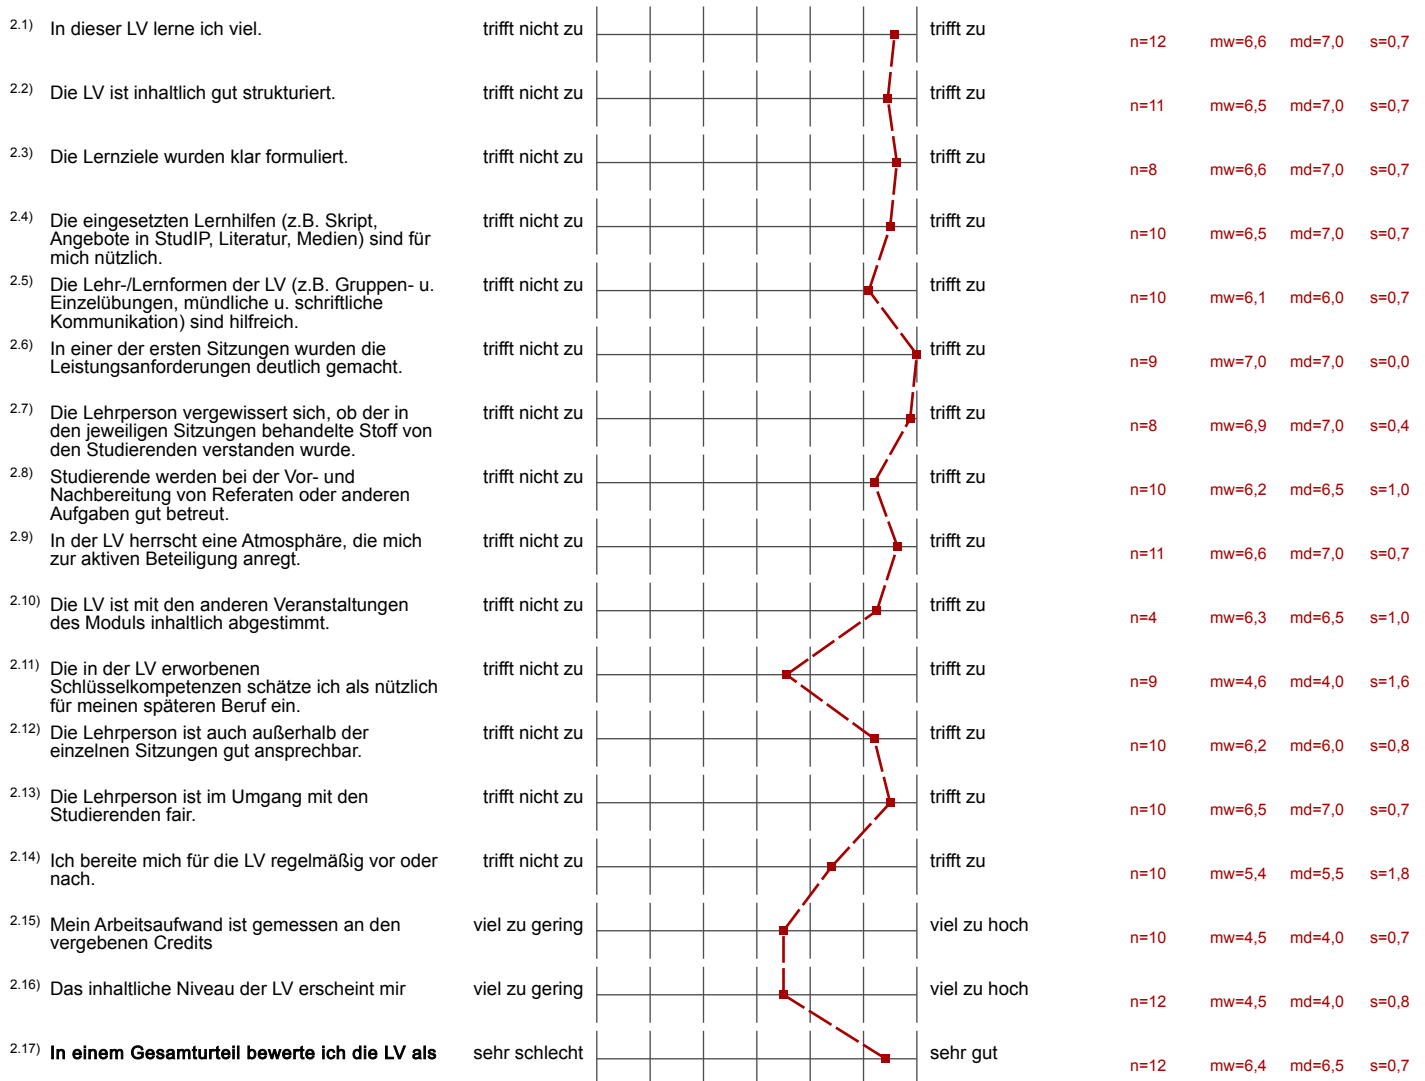 2.1) In dieser LV lerne ich viel. trifft nicht zu trifft zu n=12 mw=6,6 md=7,0 s=0,7
2.2) Die LV ist inhaltlich gut strukturiert. trifft nicht zu trifft zu n=11 mw=6,5 md=7,0 s=0,7
2.3) Die Lernziele wurden klar formuliert. trifft nicht zu trifft zu n=8 mw=6,6 md=7,0 s=0,7
2.4) Die eingesetzten Lernhilfen (z.B. Skript, trifft nicht zu trifft zu
Angebote in StudIP, Literatur, Medien) sind für n=10 mw=6,5 md=7,0 s=0,7
mich nützlich.
2.5) Die Lehr-/Lernformen der LV (z.B. Gruppen- u. trifft nicht zu trifft zu
Einzelübungen, mündliche u. schriftliche n=10 mw=6,1 md=6,0 s=0,7
Kommunikation) sind hilfreich.
2.6) In einer der ersten Sitzungen wurden die trifft nicht zu trifft zu
Leistungsanforderungen deutlich gemacht. n=9 mw=7,0 md=7,0 s=0,0
2.7) Die Lehrperson vergewissert sich, ob der in trifft nicht zu trifft zu
den jeweiligen Sitzungen behandelte Stoff von n=8 mw=6,9 md=7,0 s=0,4
den Studierenden verstanden wurde.
2.8) Studierende werden bei der Vor- und trifft nicht zu trifft zu
Nachbereitung von Referaten oder anderen n=10 mw=6,2 md=6,5 s=1,0
Aufgaben gut betreut.
2.9) In der LV herrscht eine Atmosphäre, die mich trifft nicht zu trifft zu
zur aktiven Beteiligung anregt. n=11 mw=6,6 md=7,0 s=0,7
2.10) Die LV ist mit den anderen Veranstaltungen trifft nicht zu trifft zu
des Moduls inhaltlich abgestimmt. n=4 mw=6,3 md=6,5 s=1,0
2.11) Die in der LV erworbenen trifft nicht zu trifft zu
Schlüsselkompetenzen schätze ich als nützlich n=9 mw=4,6 md=4,0 s=1,6
für meinen späteren Beruf ein.
2.12) Die Lehrperson ist auch außerhalb der trifft nicht zu trifft zu
einzelnen Sitzungen gut ansprechbar. n=10 mw=6,2 md=6,0 s=0,8
2.13) Die Lehrperson ist im Umgang mit den trifft nicht zu trifft zu
Studierenden fair. n=10 mw=6,5 md=7,0 s=0,7
2.14) Ich bereite mich für die LV regelmäßig vor oder trifft nicht zu trifft zu
nach. n=10 mw=5,4 md=5,5 s=1,8
2.15) Mein Arbeitsaufwand ist gemessen an den viel zu gering viel zu hoch
vergebenen Credits n=10 mw=4,5 md=4,0 s=0,7
2.16) Das inhaltliche Niveau der LV erscheint mir viel zu gering viel zu hoch n=12 mw=4,5 md=4,0 s=0,8
2.17) In einem Gesamturteil bewerte ich die LV als sehr schlecht sehr gut n=12 mw=6,4 md=6,5 s=0,7